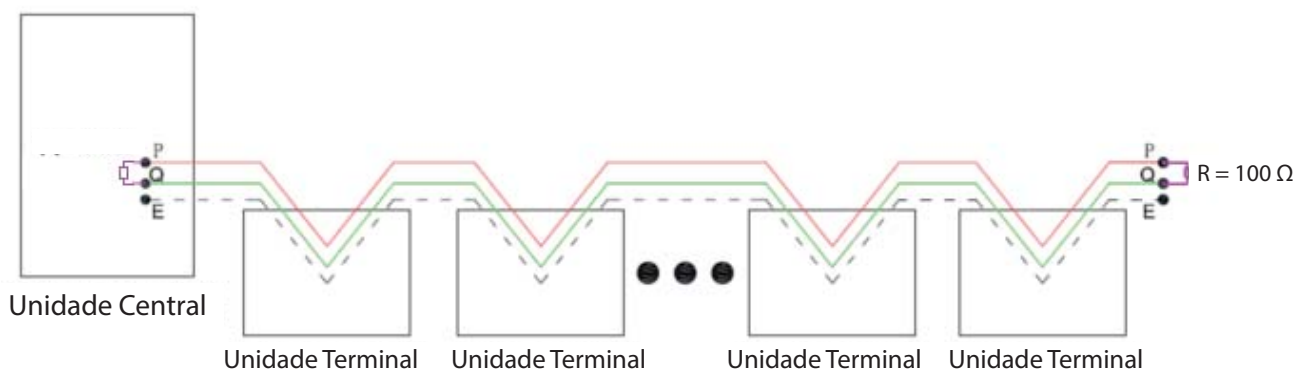 P
Q
E
P
Q
E
R = 100 Ω
Unidade Central
Unidade Terminal
Unidade Terminal
Unidade Terminal
Unidade Terminal